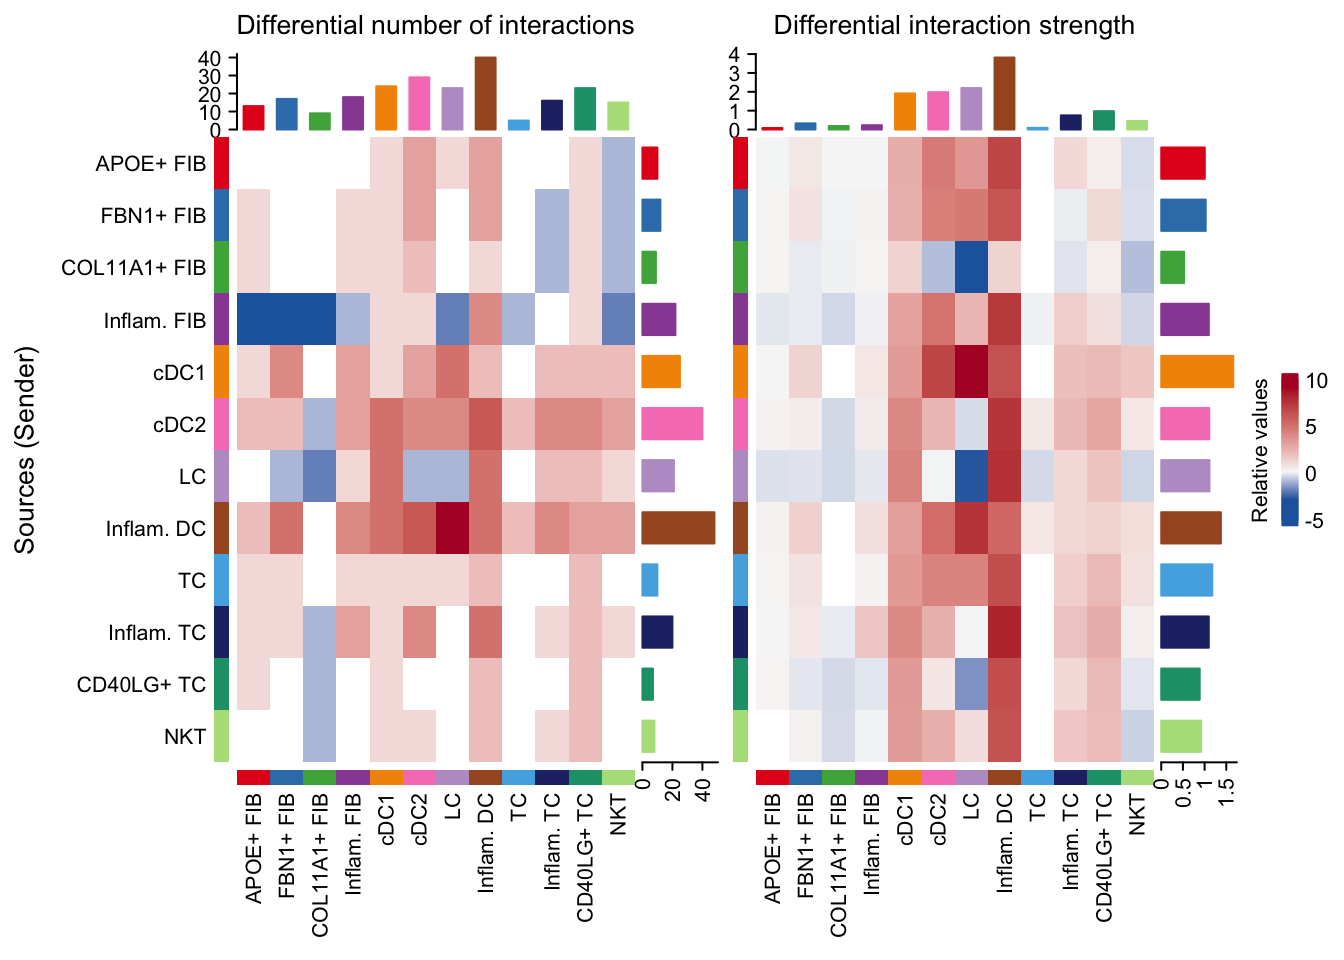 Differential number of interactions
Differential interaction strength
40
30
20
10
0
4
3
2
1
0
Sources (Sender)
APOE+ FIB
FBN1+ FIB
COL11A1+ FIB
Inflam. FIB
cDC1
cDC2
LC
Inflam. DC
TC
Inflam. TC
CD40LG+ TC
NKT
0
20
40
0
0.5
1
1.5
APOE+ FIB
FBN1+ FIB
COL11A1+ FIB
Inflam. FIB
cDC1
cDC2
LC
Inflam. DC
TC
Inflam. TC
CD40LG+ TC
NKT
APOE+ FIB
FBN1+ FIB
COL11A1+ FIB
Inflam. FIB
cDC1
cDC2
LC
Inflam. DC
TC
Inflam. TC
CD40LG+ TC
NKT
Relative values
10
5
0
-5